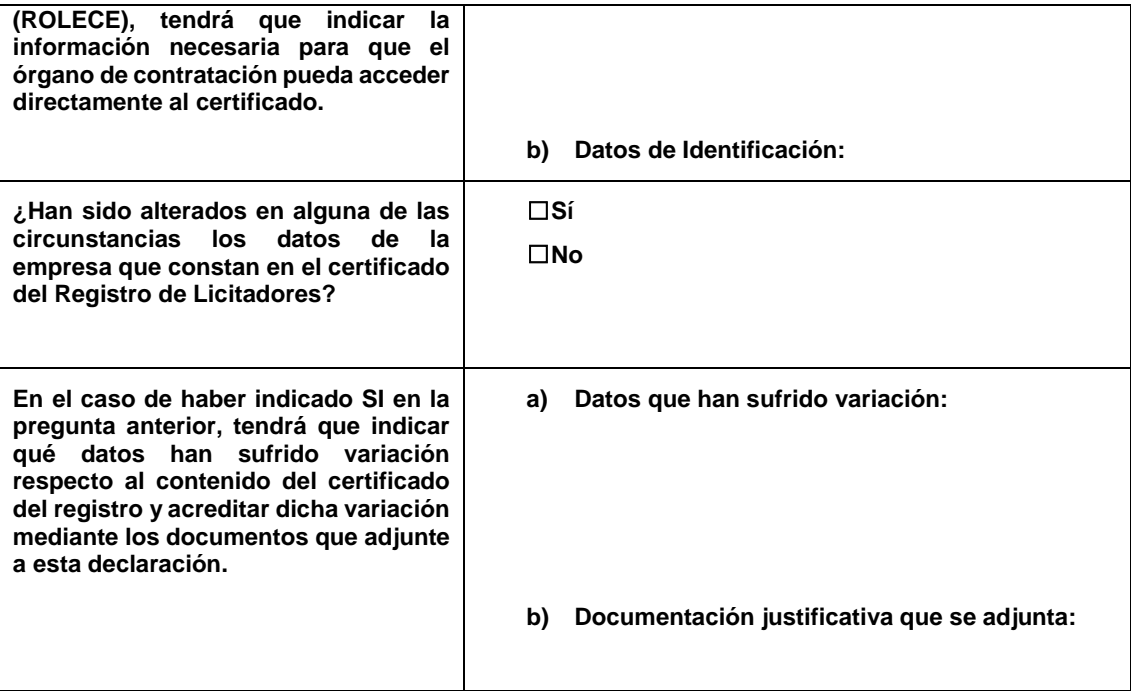 (ROLECE), tendrá que indicar la
información necesaria para que el
órgano de contratación pueda acceder
directamente al certificado.
b) Datos de Identificación:
¿Han sido alterados en alguna de las
circunstancias los datos de la
empresa que constan en el certificado
del Registro de Licitadores?
☐Sí
☐No
En el caso de haber indicado SI en la
pregunta anterior, tendrá que indicar
qué datos han sufrido variación
respecto al contenido del certificado
del registro y acreditar dicha variación
mediante los documentos que adjunte
a esta declaración.
a) Datos que han sufrido variación:
b) Documentación justificativa que se adjunta: